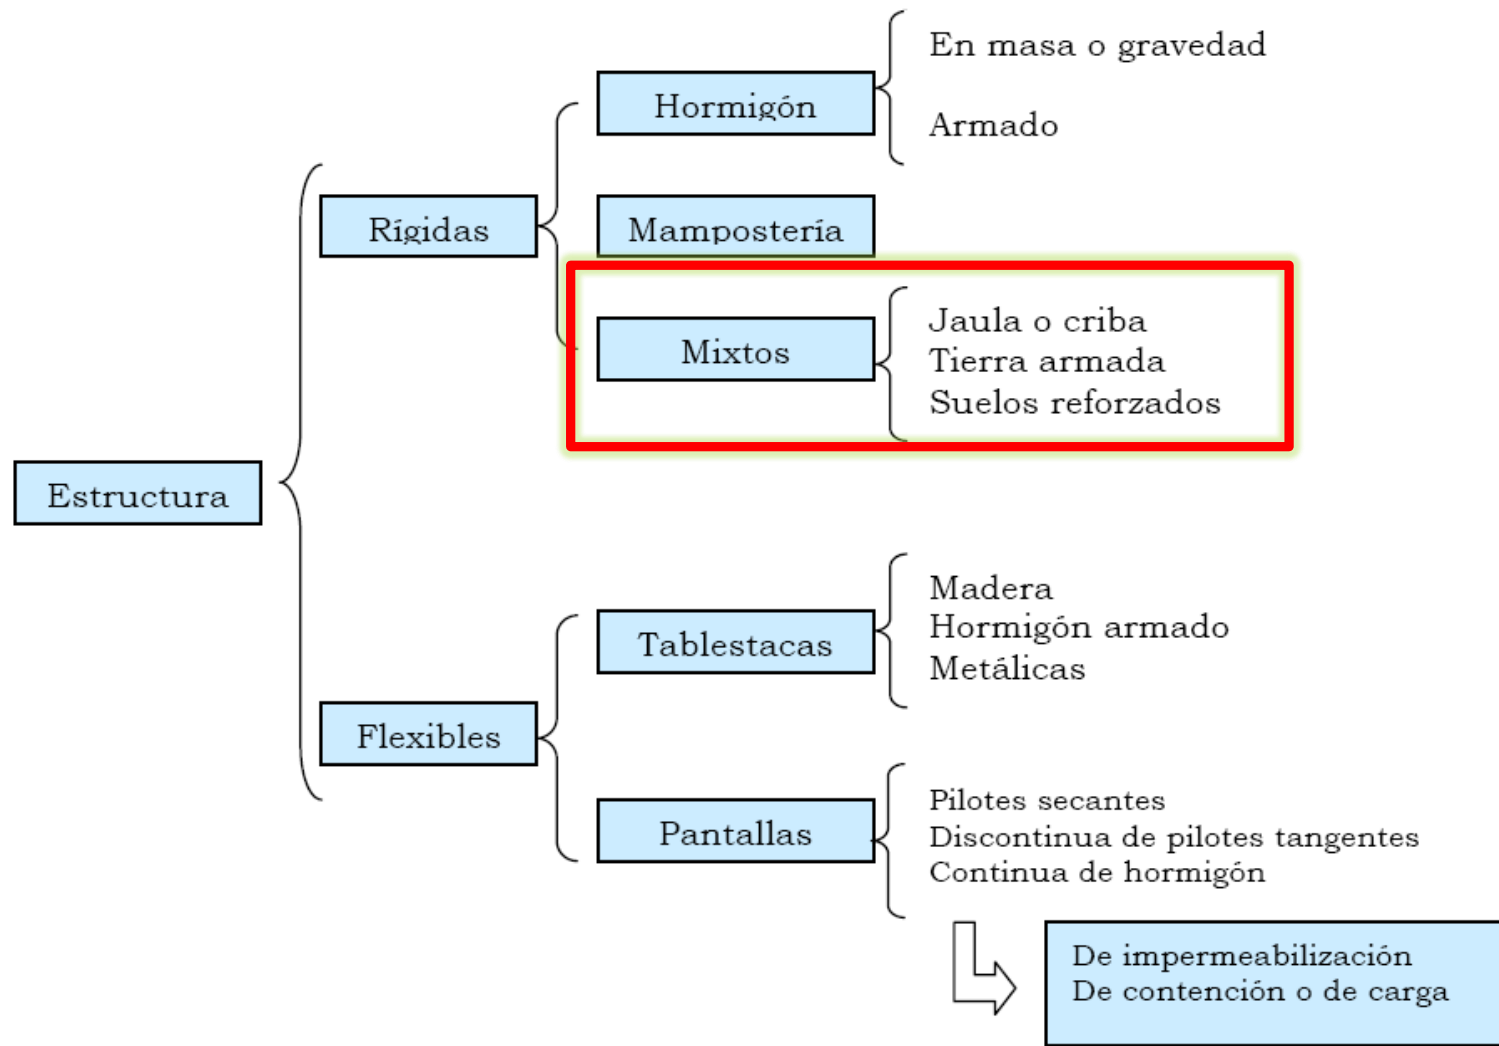 Estructura
Rígidas
Hormigón
En masa o gravedad
Armado
Mampostería
Mixtos
Jaula o criba
Tierra armada
Suelos reforzados
Flexibles
Tablestacas
Madera
Hormigón armado
Metálicas
Pantallas
Pilotes secantes
Discontinua de pilotes tangentes
Continua de hormigón
De impermeabilización
De contención o de carga